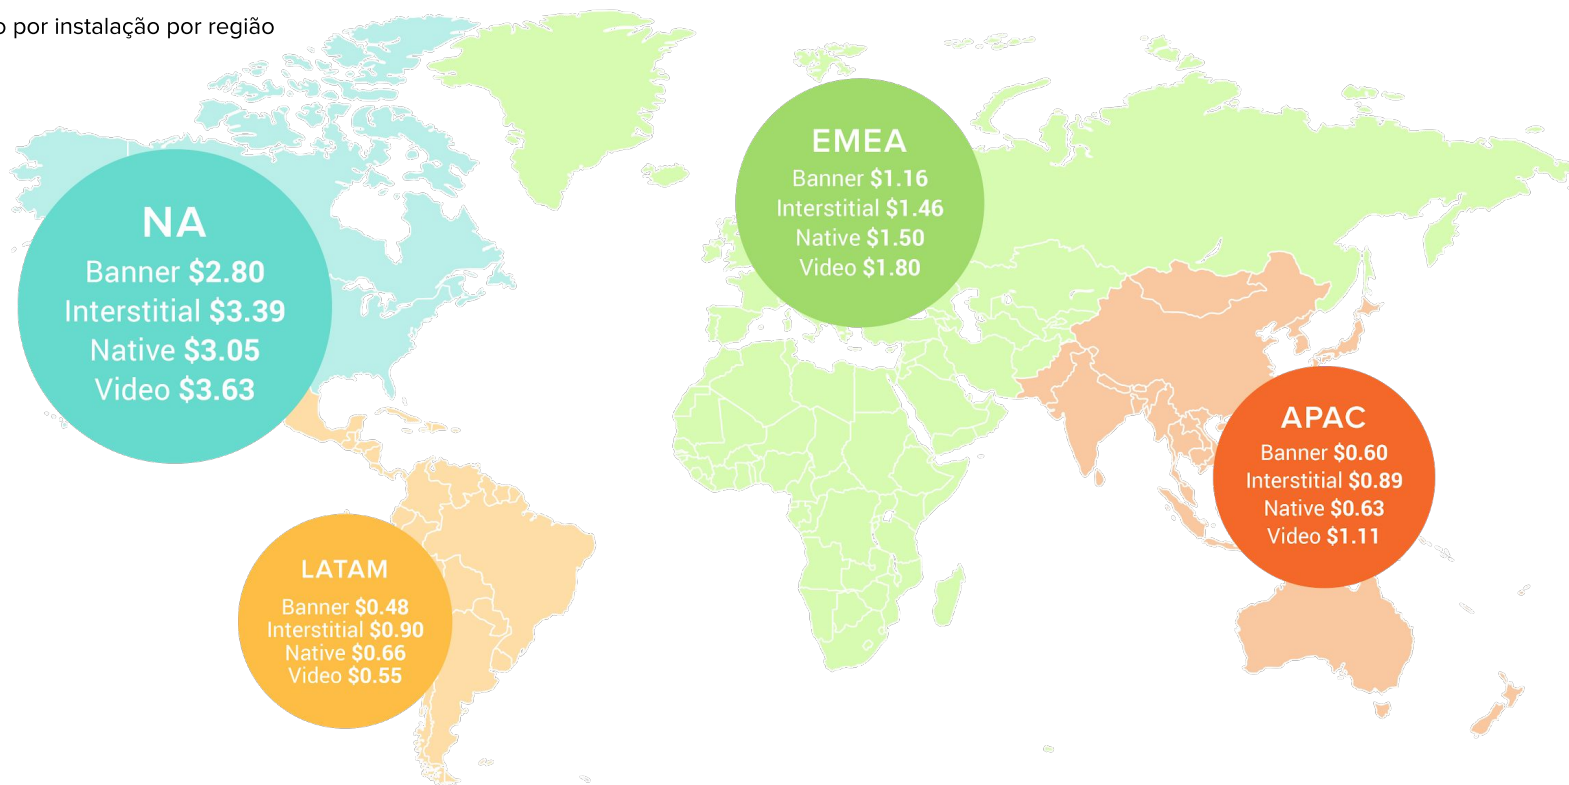 o por instalação por região
NA
Banner $2.80
Interstitial $3.39
Native $3.05
Video $3.63
EMEA
Banner $1.16
Interstitial $1.46
Native $1.50
Video $1.80
APAC
Banner $0.60
Interstitial $0.89
Native $0.63
Video $1.11
LATAM
Banner $0.48
Interstitial $0.90
Native $0.66
Video $0.55